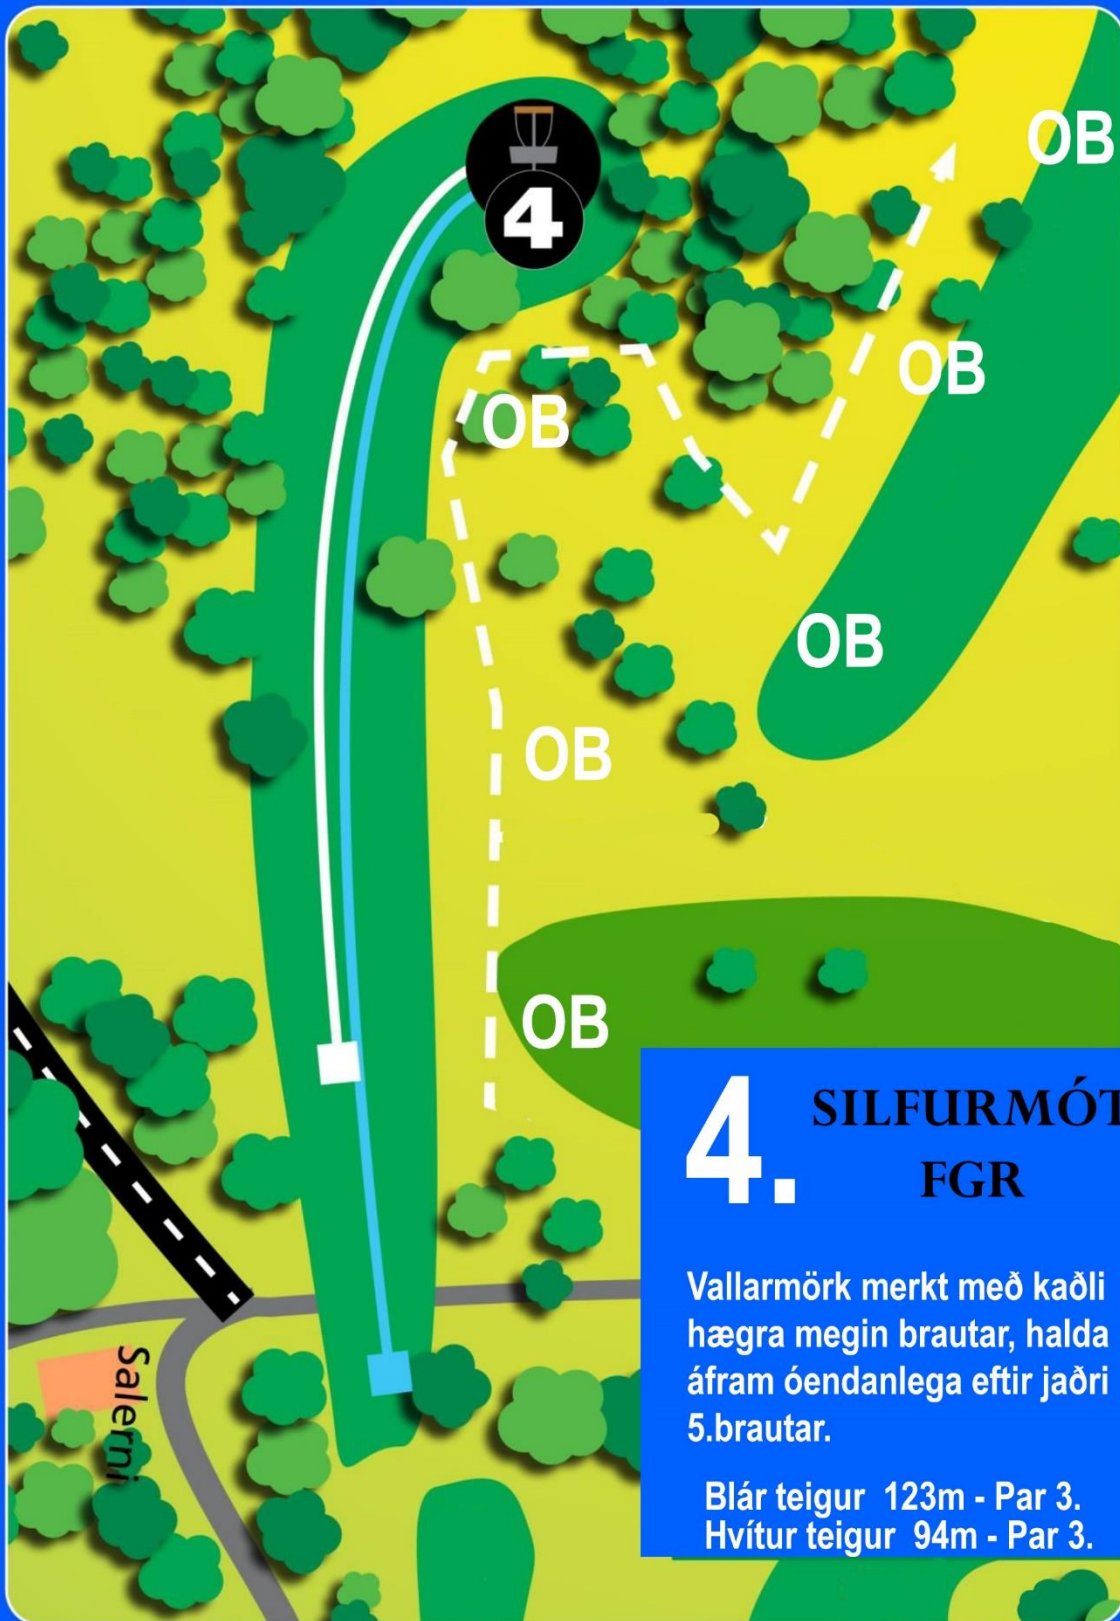 OB
4
OB
OB
OB
OB
OB
4. SILFURMÓT
FGR
Vallarmörk merkt með kaðli
hægra megin brautar, halda
áfram óendanlega eftir jaðri
5.brautar.
Blár teigur 123m - Par 3.
Hvítur teigur 94m - Par 3.
Salerni